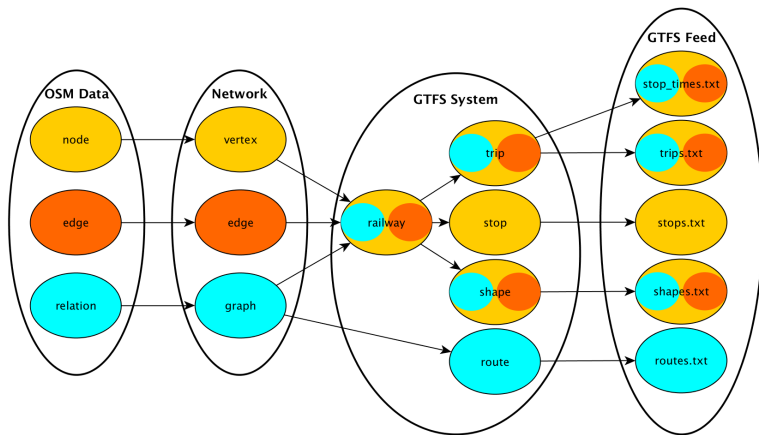 OSM Data
node
edge
relation
Network
vertex
edge
graph
GTFS System
railway
trip
stop
shape
route
GTFS Feed
stop_times.txt
trips.txt
stops.txt
shapes.txt
routes.txt